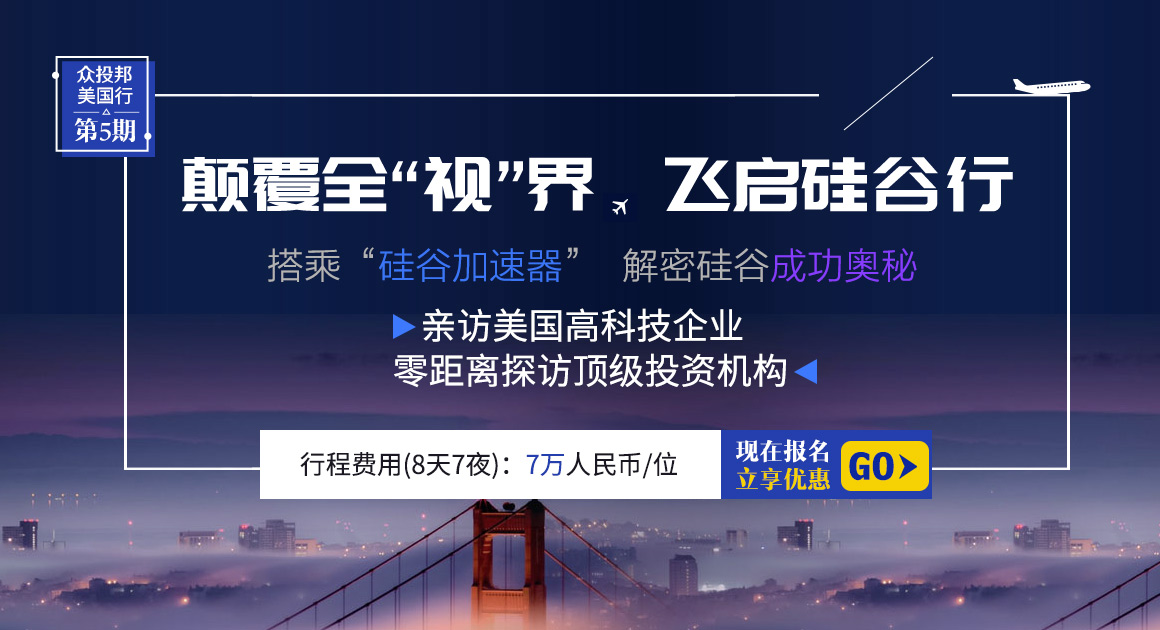 众投邦
美国行
第5期
颠覆全“视”界 飞启硅谷行
搭乘“硅谷加速器” 解密硅谷成功奥秘
亲访美国高科技企业
零距离探访顶级投资机构
行程费用(8天7夜)：7万人民币/位
现在报名
立享优惠
GO